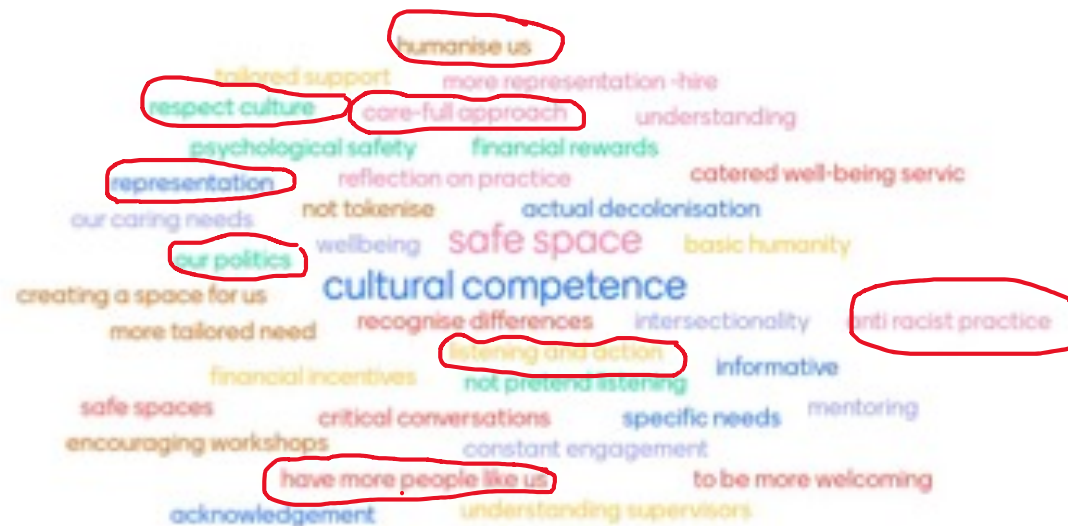 humanise us
tailored support more representation -hire
respect culture care-full approach understanding
psychological safety financial rewards
representation reflection on practice catered well-being servic
our caring needs not tokenise actual decolonisation
our politics wellbeing safe space basic humanity
creating a space for us cultural competence
more tailored need recognise differences intersectionality anti racist practice
listening and action informative
financial incentives not pretend listening
safe spaces critical conversations specific needs mentoring
encouraging workshops constant engagement
have more people like us to be more welcoming
acknowledgement understanding supervisors